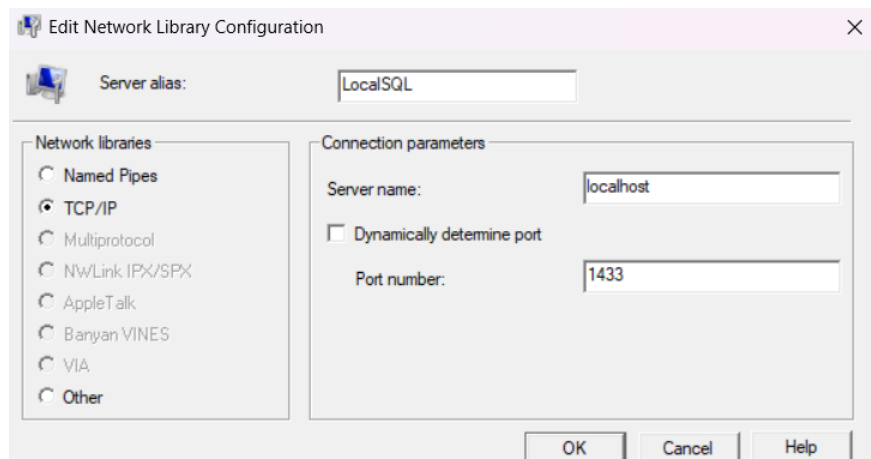 Edit Network Library Configuration
Server alias: LocalSQL
Network libraries
Named Pipes
TCP/IP
Multiprotocol
NWLink IPX/SPX
AppleTalk
Banyan VINES
VIA
Other
Connection parameters
Server name: localhost
Dynamically determine port
Port number: 1433
OK Cancel Help